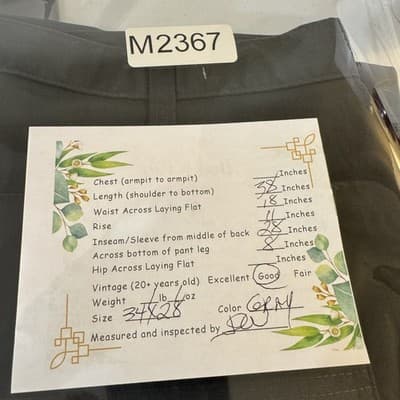 M2367
Chest (armpit to armpit) Inches
Length (shoulder to bottom) 38 Inches
Waist Across Laying Flat 18 Inches
Rise 11 Inches
Inseam/Sleeve from middle of back 28 Inches
Across bottom of pant leg 8 Inches
Hip Across Laying Flat Inches
Vintage (20+ years old) Excellent Good Fair
Weight lb oz
Size 34x28 Color GRAY
Measured and inspected by